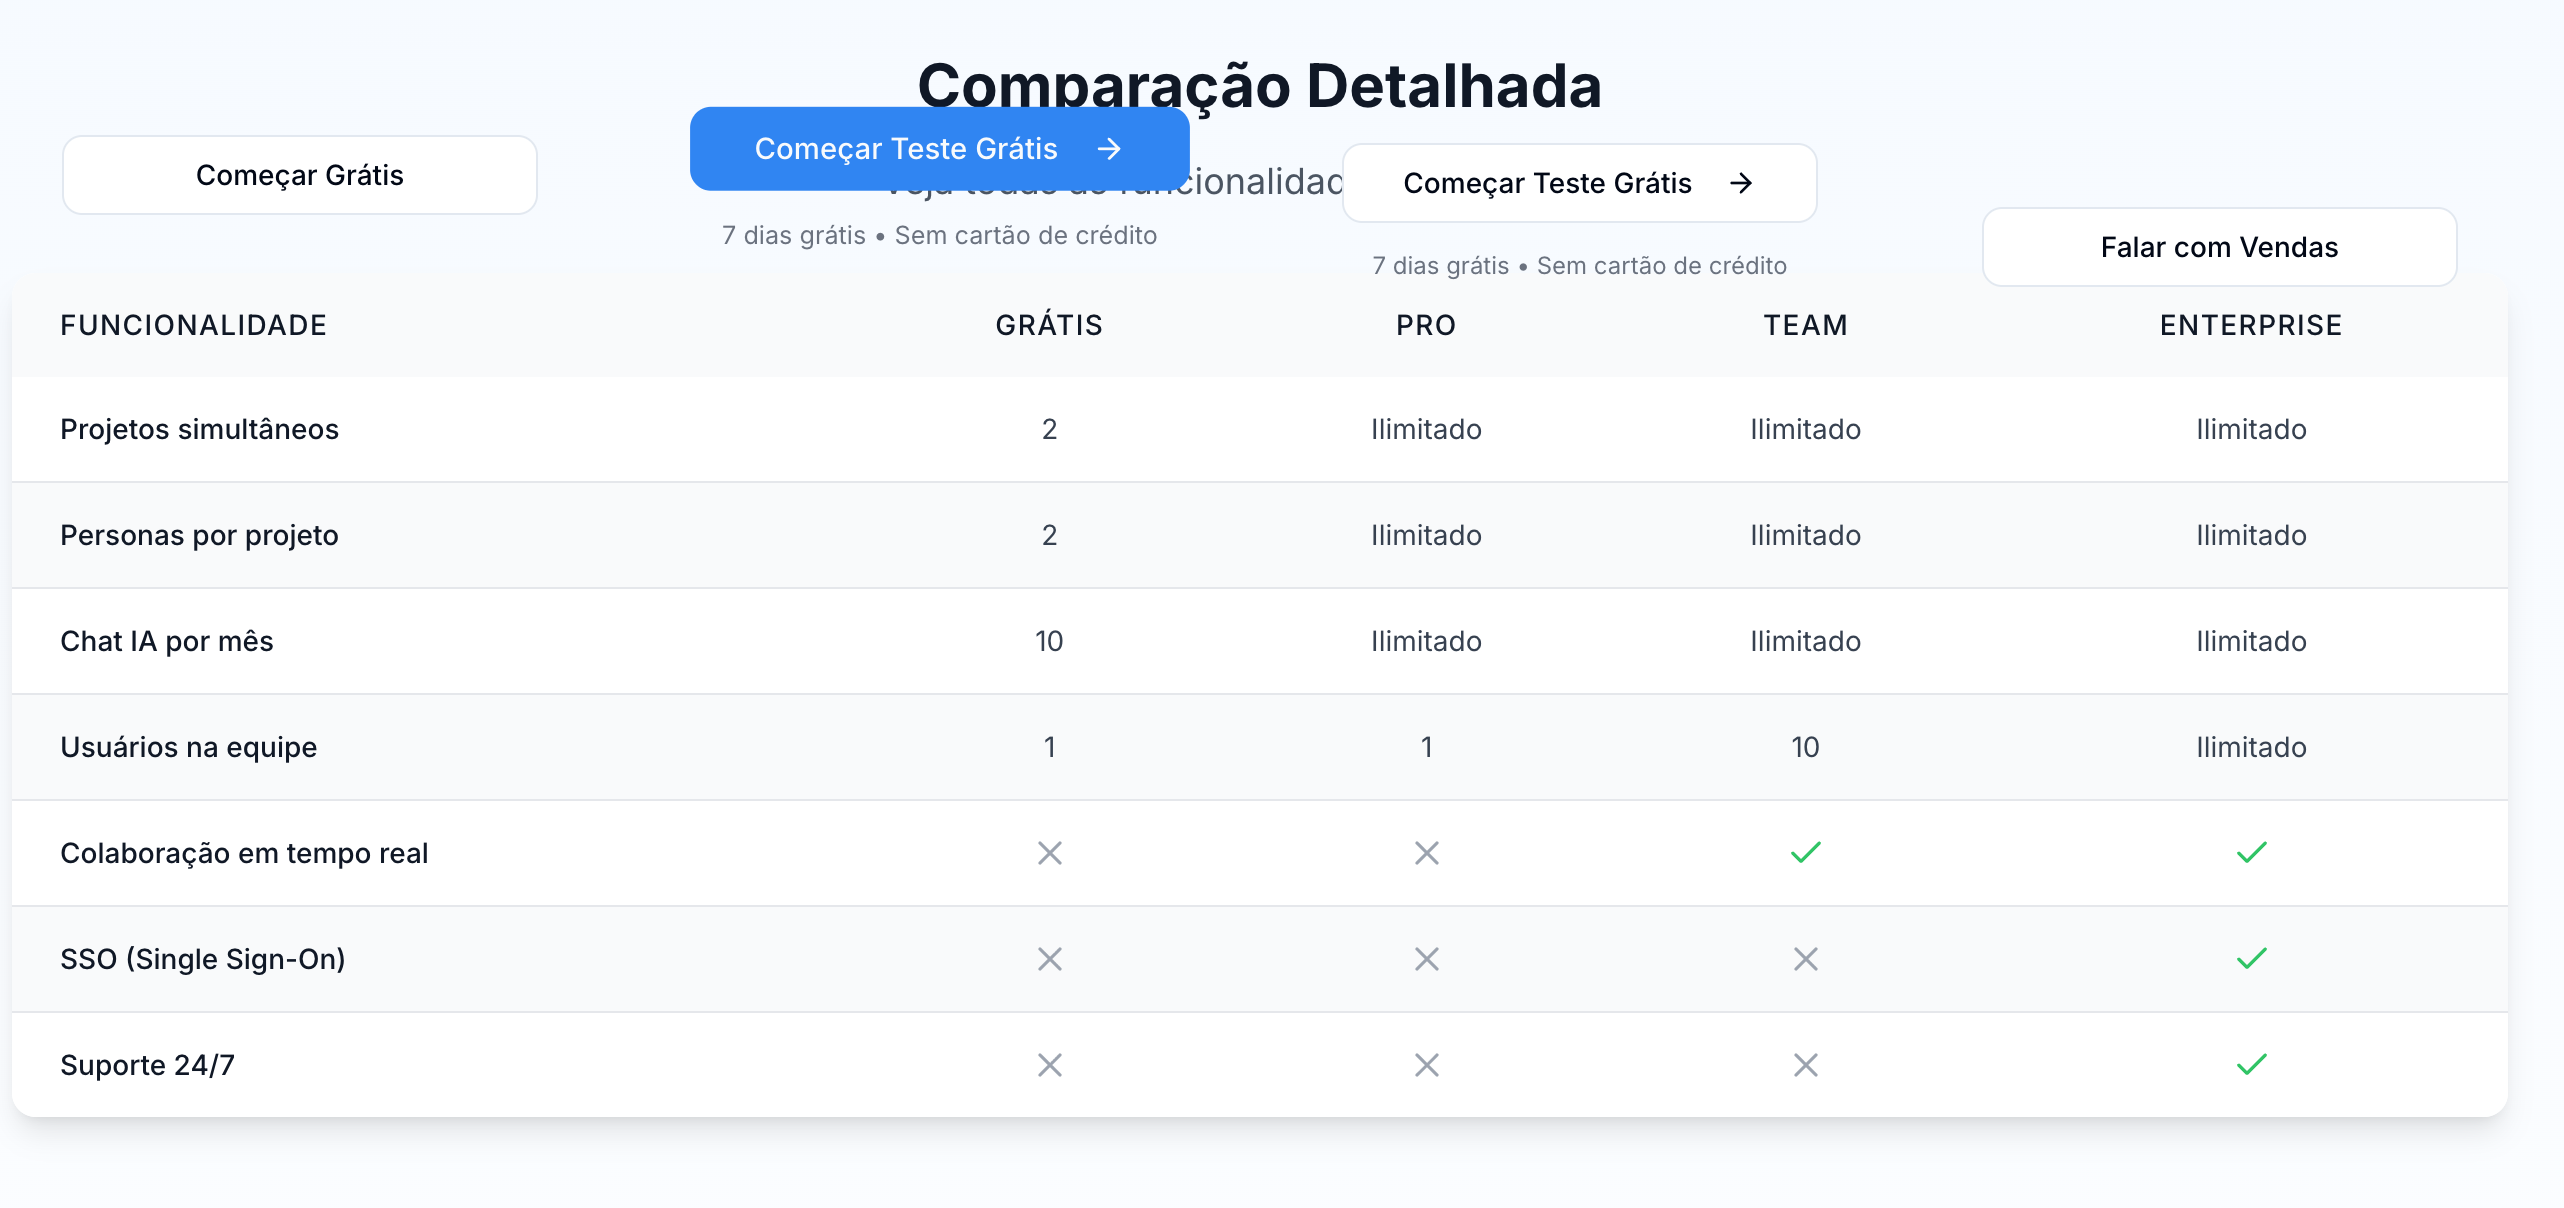 Comparação Detalhada
Começar Grátis
Começar Teste Grátis
7 dias grátis • Sem cartão de crédito
Começar Teste Grátis
7 dias grátis • Sem cartão de crédito
Falar com Vendas
FUNCIONALIDADE GRÁTIS PRO TEAM ENTERPRISE
Projetos simultâneos 2 Ilimitado Ilimitado Ilimitado
Personas por projeto 2 Ilimitado Ilimitado Ilimitado
Chat IA por mês 10 Ilimitado Ilimitado Ilimitado
Usuários na equipe 1 1 10 Ilimitado
Colaboração em tempo real
SSO (Single Sign-On)
Suporte 24/7